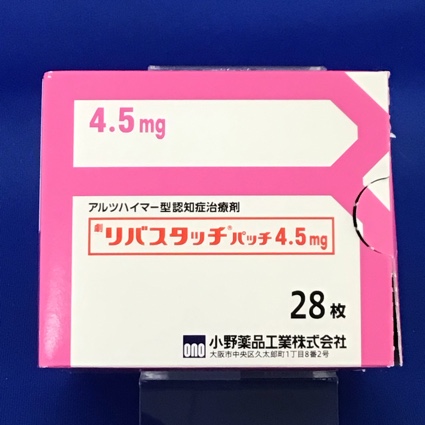 4.5mg
アルツハイマー型認知症治療剤
劇 リバスタッチ®パッチ4.5mg
28枚
ono 小野薬品工業株式会社
大阪市中央区久太郎町1丁目8番2号